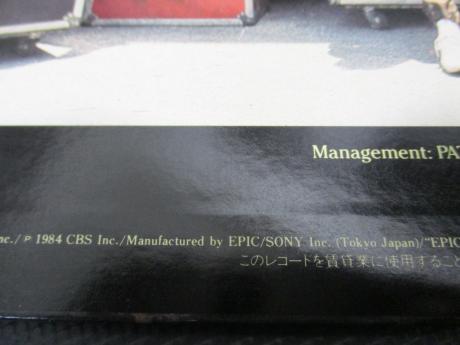 Management: PA
nc./℗ 1984 CBS Inc./Manufactured by EPIC/SONY Inc. (Tokyo Japan)/“EPIC
このレコードを賃貸業に使用すること